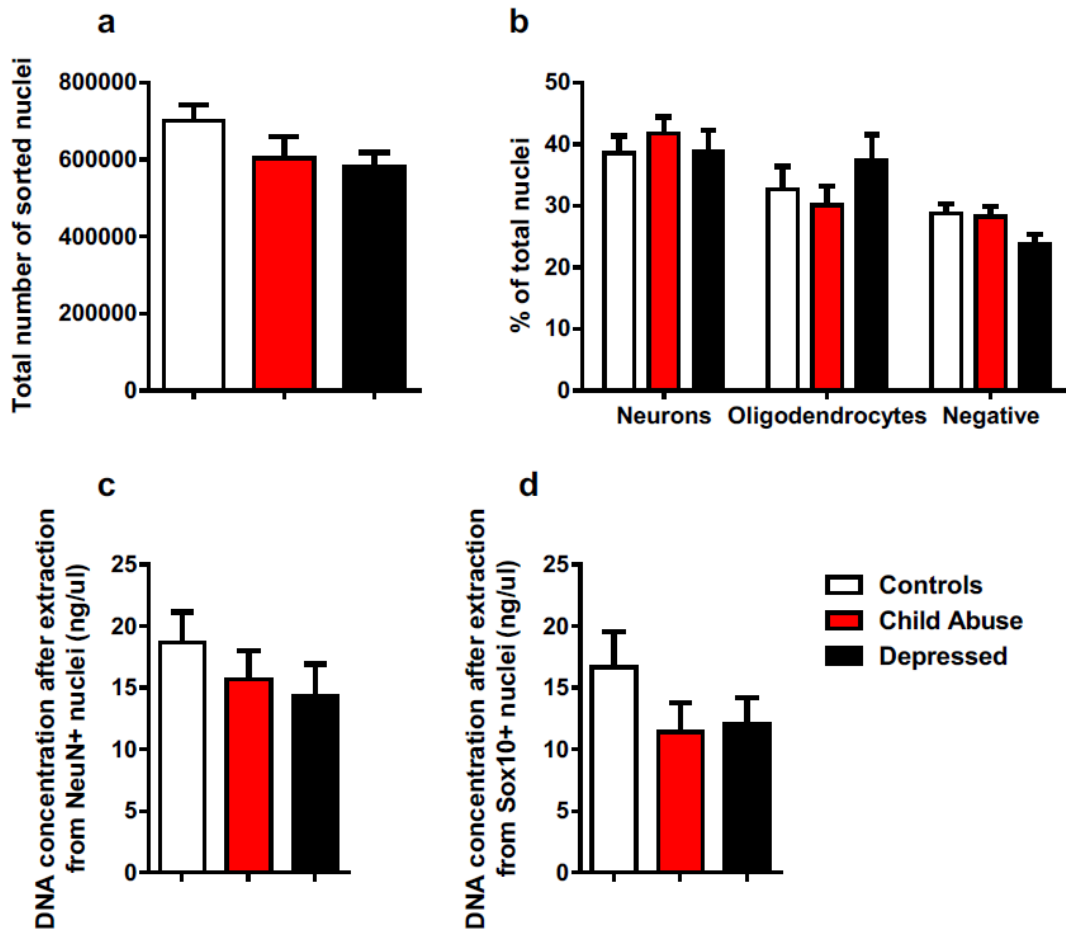 a
Total number of sorted nuclei
800000
600000
400000
200000
0
b
% of total nuclei
50
40
30
20
10
0
Neurons
Oligodendrocytes
Negative
c
DNA concentration after extraction
from NeuN+ nuclei (ng/ul)
25
20
15
10
5
0
d
DNA concentration after extraction
from Sox10+ nuclei (ng/ul)
25
20
15
10
5
0
Controls
Child Abuse
Depressed